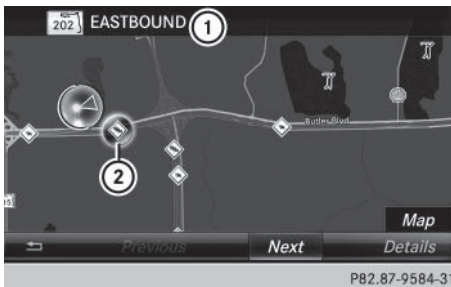 202 EASTBOUND 1
Butler Blvd
2
Map
Previous Next Details
P82.87-9584-31